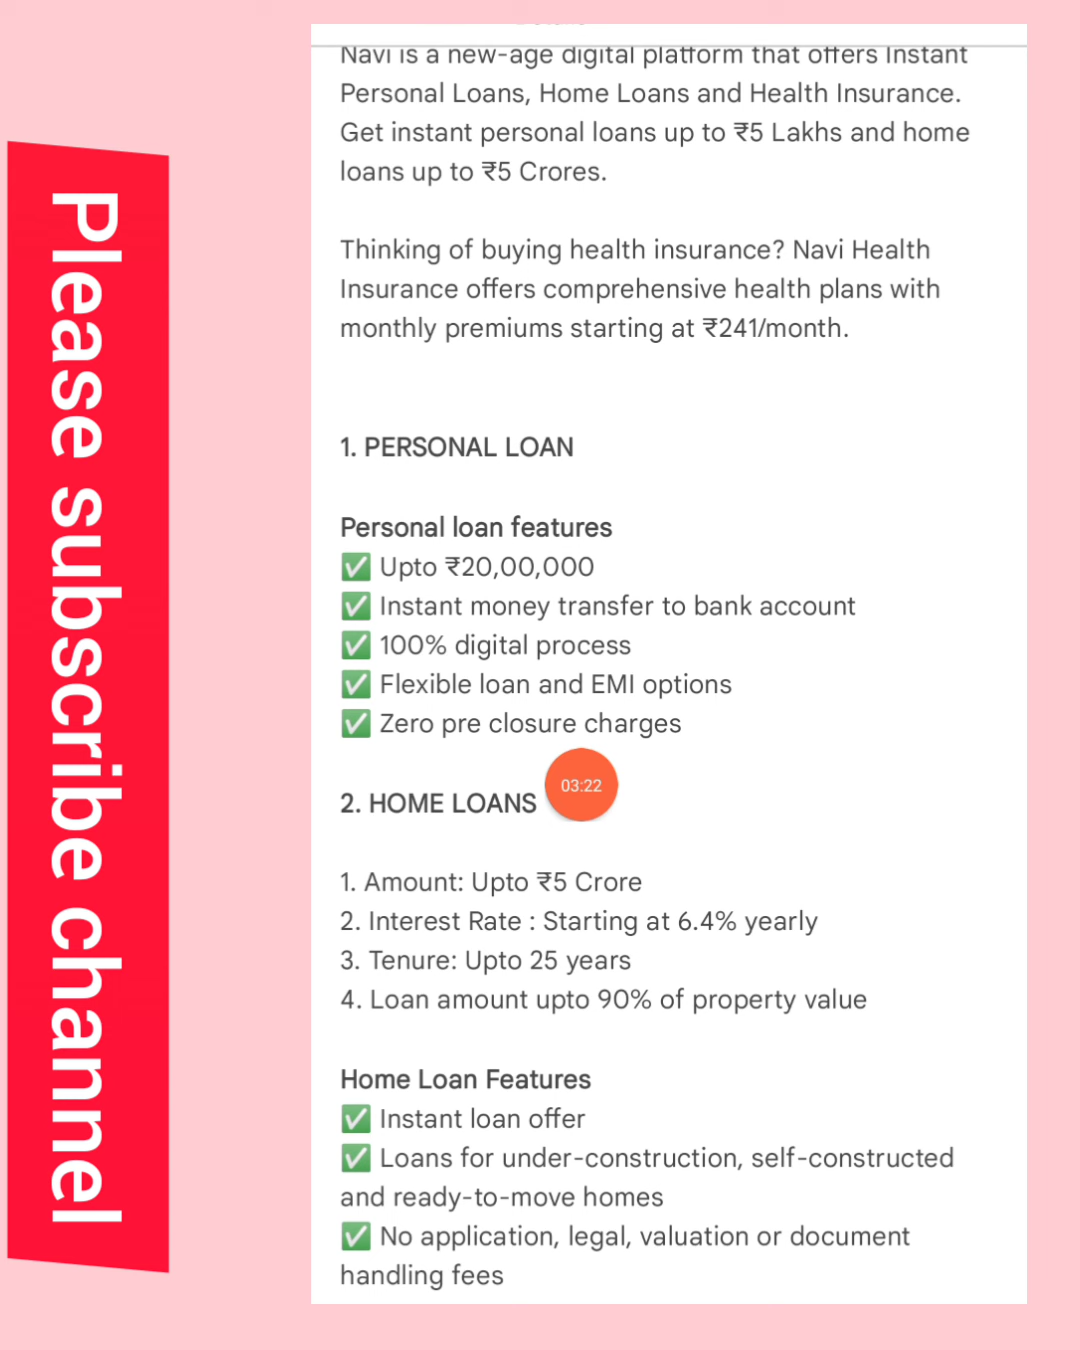 Please subscribe channel
Navi is a new-age digital platform that offers Instant
Personal Loans, Home Loans and Health Insurance.
Get instant personal loans up to ₹5 Lakhs and home
loans up to ₹5 Crores.
Thinking of buying health insurance? Navi Health
Insurance offers comprehensive health plans with
monthly premiums starting at ₹241/month.
1. PERSONAL LOAN
Personal loan features
✅ Upto ₹20,00,000
✅ Instant money transfer to bank account
✅ 100% digital process
✅ Flexible loan and EMI options
✅ Zero pre closure charges
2. HOME LOANS
03:22
1. Amount: Upto ₹5 Crore
2. Interest Rate : Starting at 6.4% yearly
3. Tenure: Upto 25 years
4. Loan amount upto 90% of property value
Home Loan Features
✅ Instant loan offer
✅ Loans for under-construction, self-constructed
and ready-to-move homes
✅ No application, legal, valuation or document
handling fees